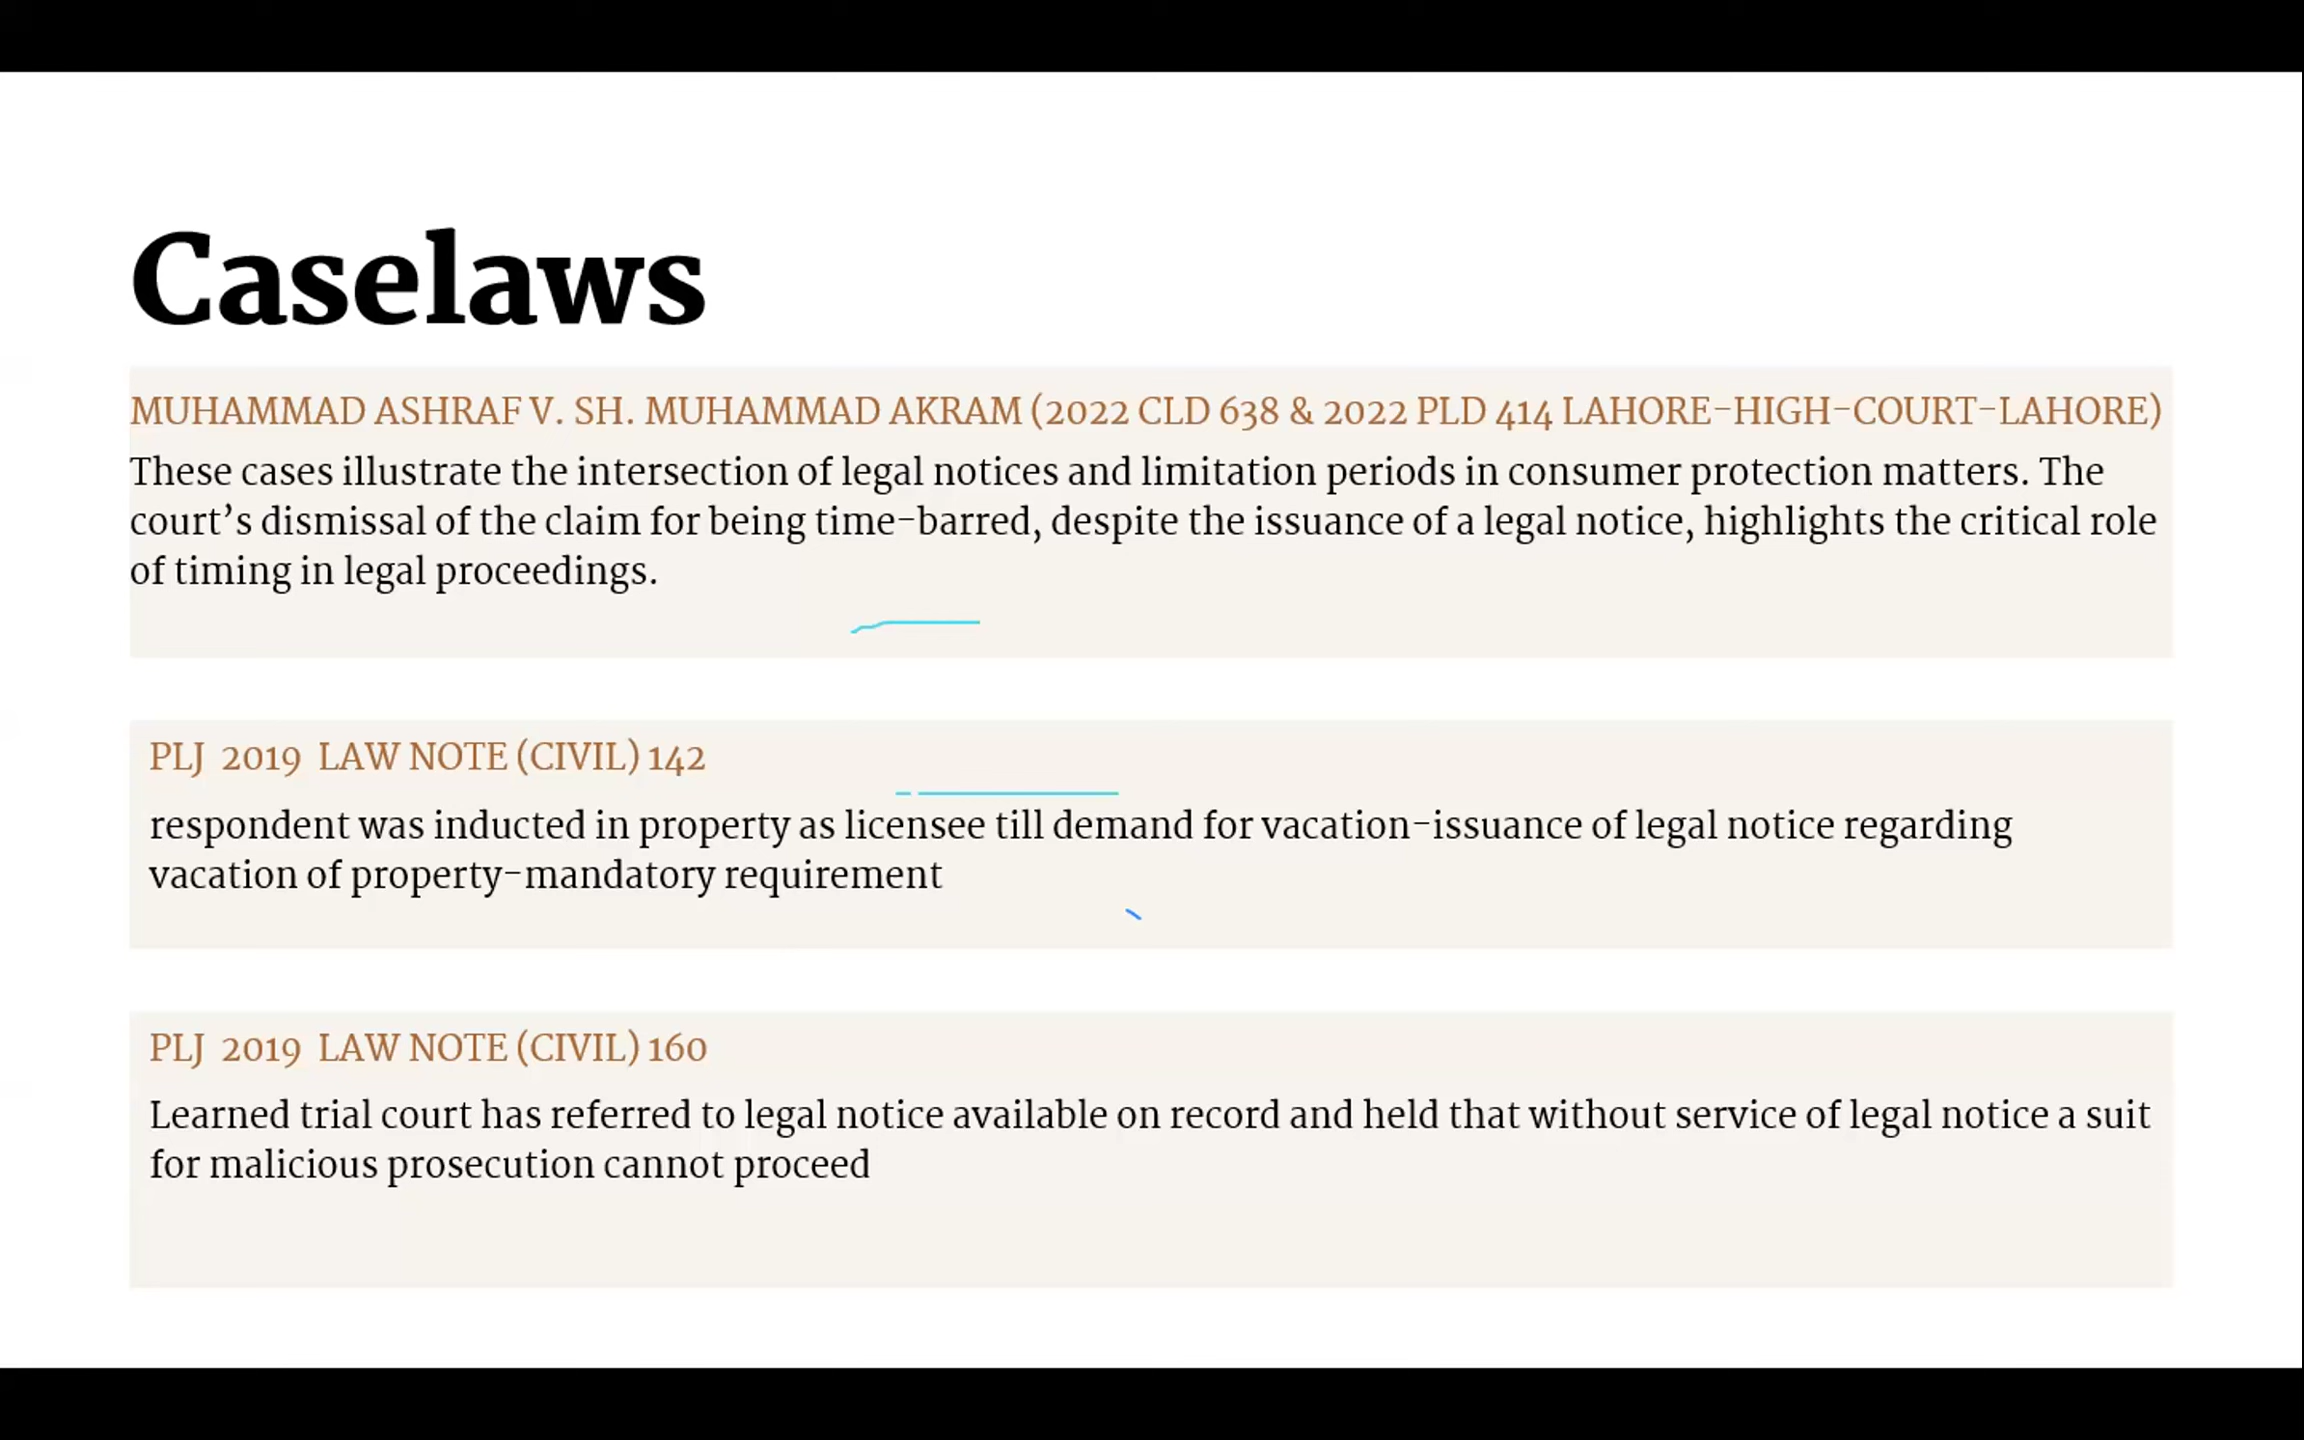 Caselaws
MUHAMMAD ASHRAF V. SH. MUHAMMAD AKRAM (2022 CLD 638 & 2022 PLD 414 LAHORE-HIGH-COURT-LAHORE)
These cases illustrate the intersection of legal notices and limitation periods in consumer protection matters. The
court’s dismissal of the claim for being time-barred, despite the issuance of a legal notice, highlights the critical role
of timing in legal proceedings.
PLJ 2019 LAW NOTE (CIVIL) 142
respondent was inducted in property as licensee till demand for vacation-issuance of legal notice regarding
vacation of property-mandatory requirement
PLJ 2019 LAW NOTE (CIVIL) 160
Learned trial court has referred to legal notice available on record and held that without service of legal notice a suit
for malicious prosecution cannot proceed